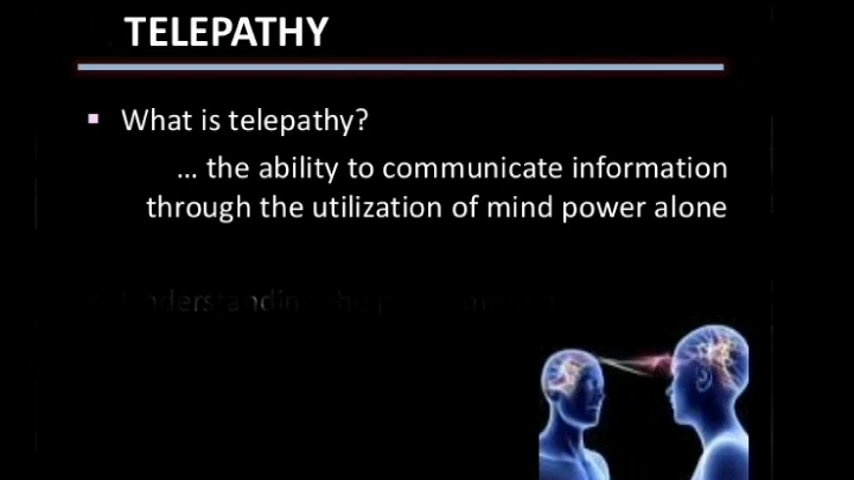 TELEPATHY
▪ What is telepathy?
... the ability to communicate information
through the utilization of mind power alone